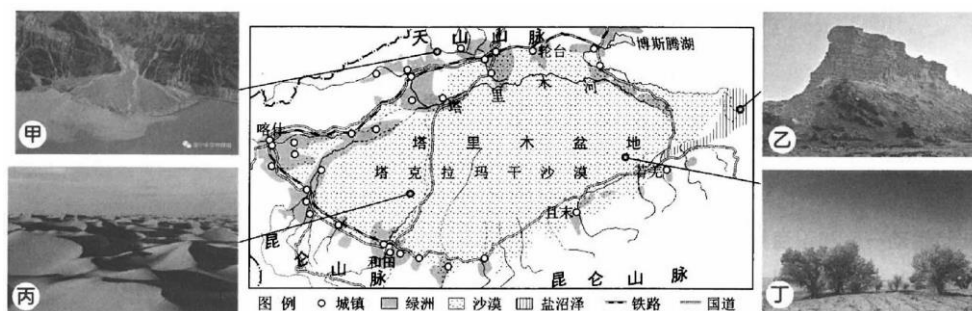 甲
乙
丙
丁
天山山脉
轮台
博斯腾湖
塔里木河
喀什
塔里木盆地
塔克拉玛干沙漠
若羌
且末
和田
昆仑山脉
昆仑山脉
图例 城镇 绿洲 沙漠 盐沼泽 铁路 国道